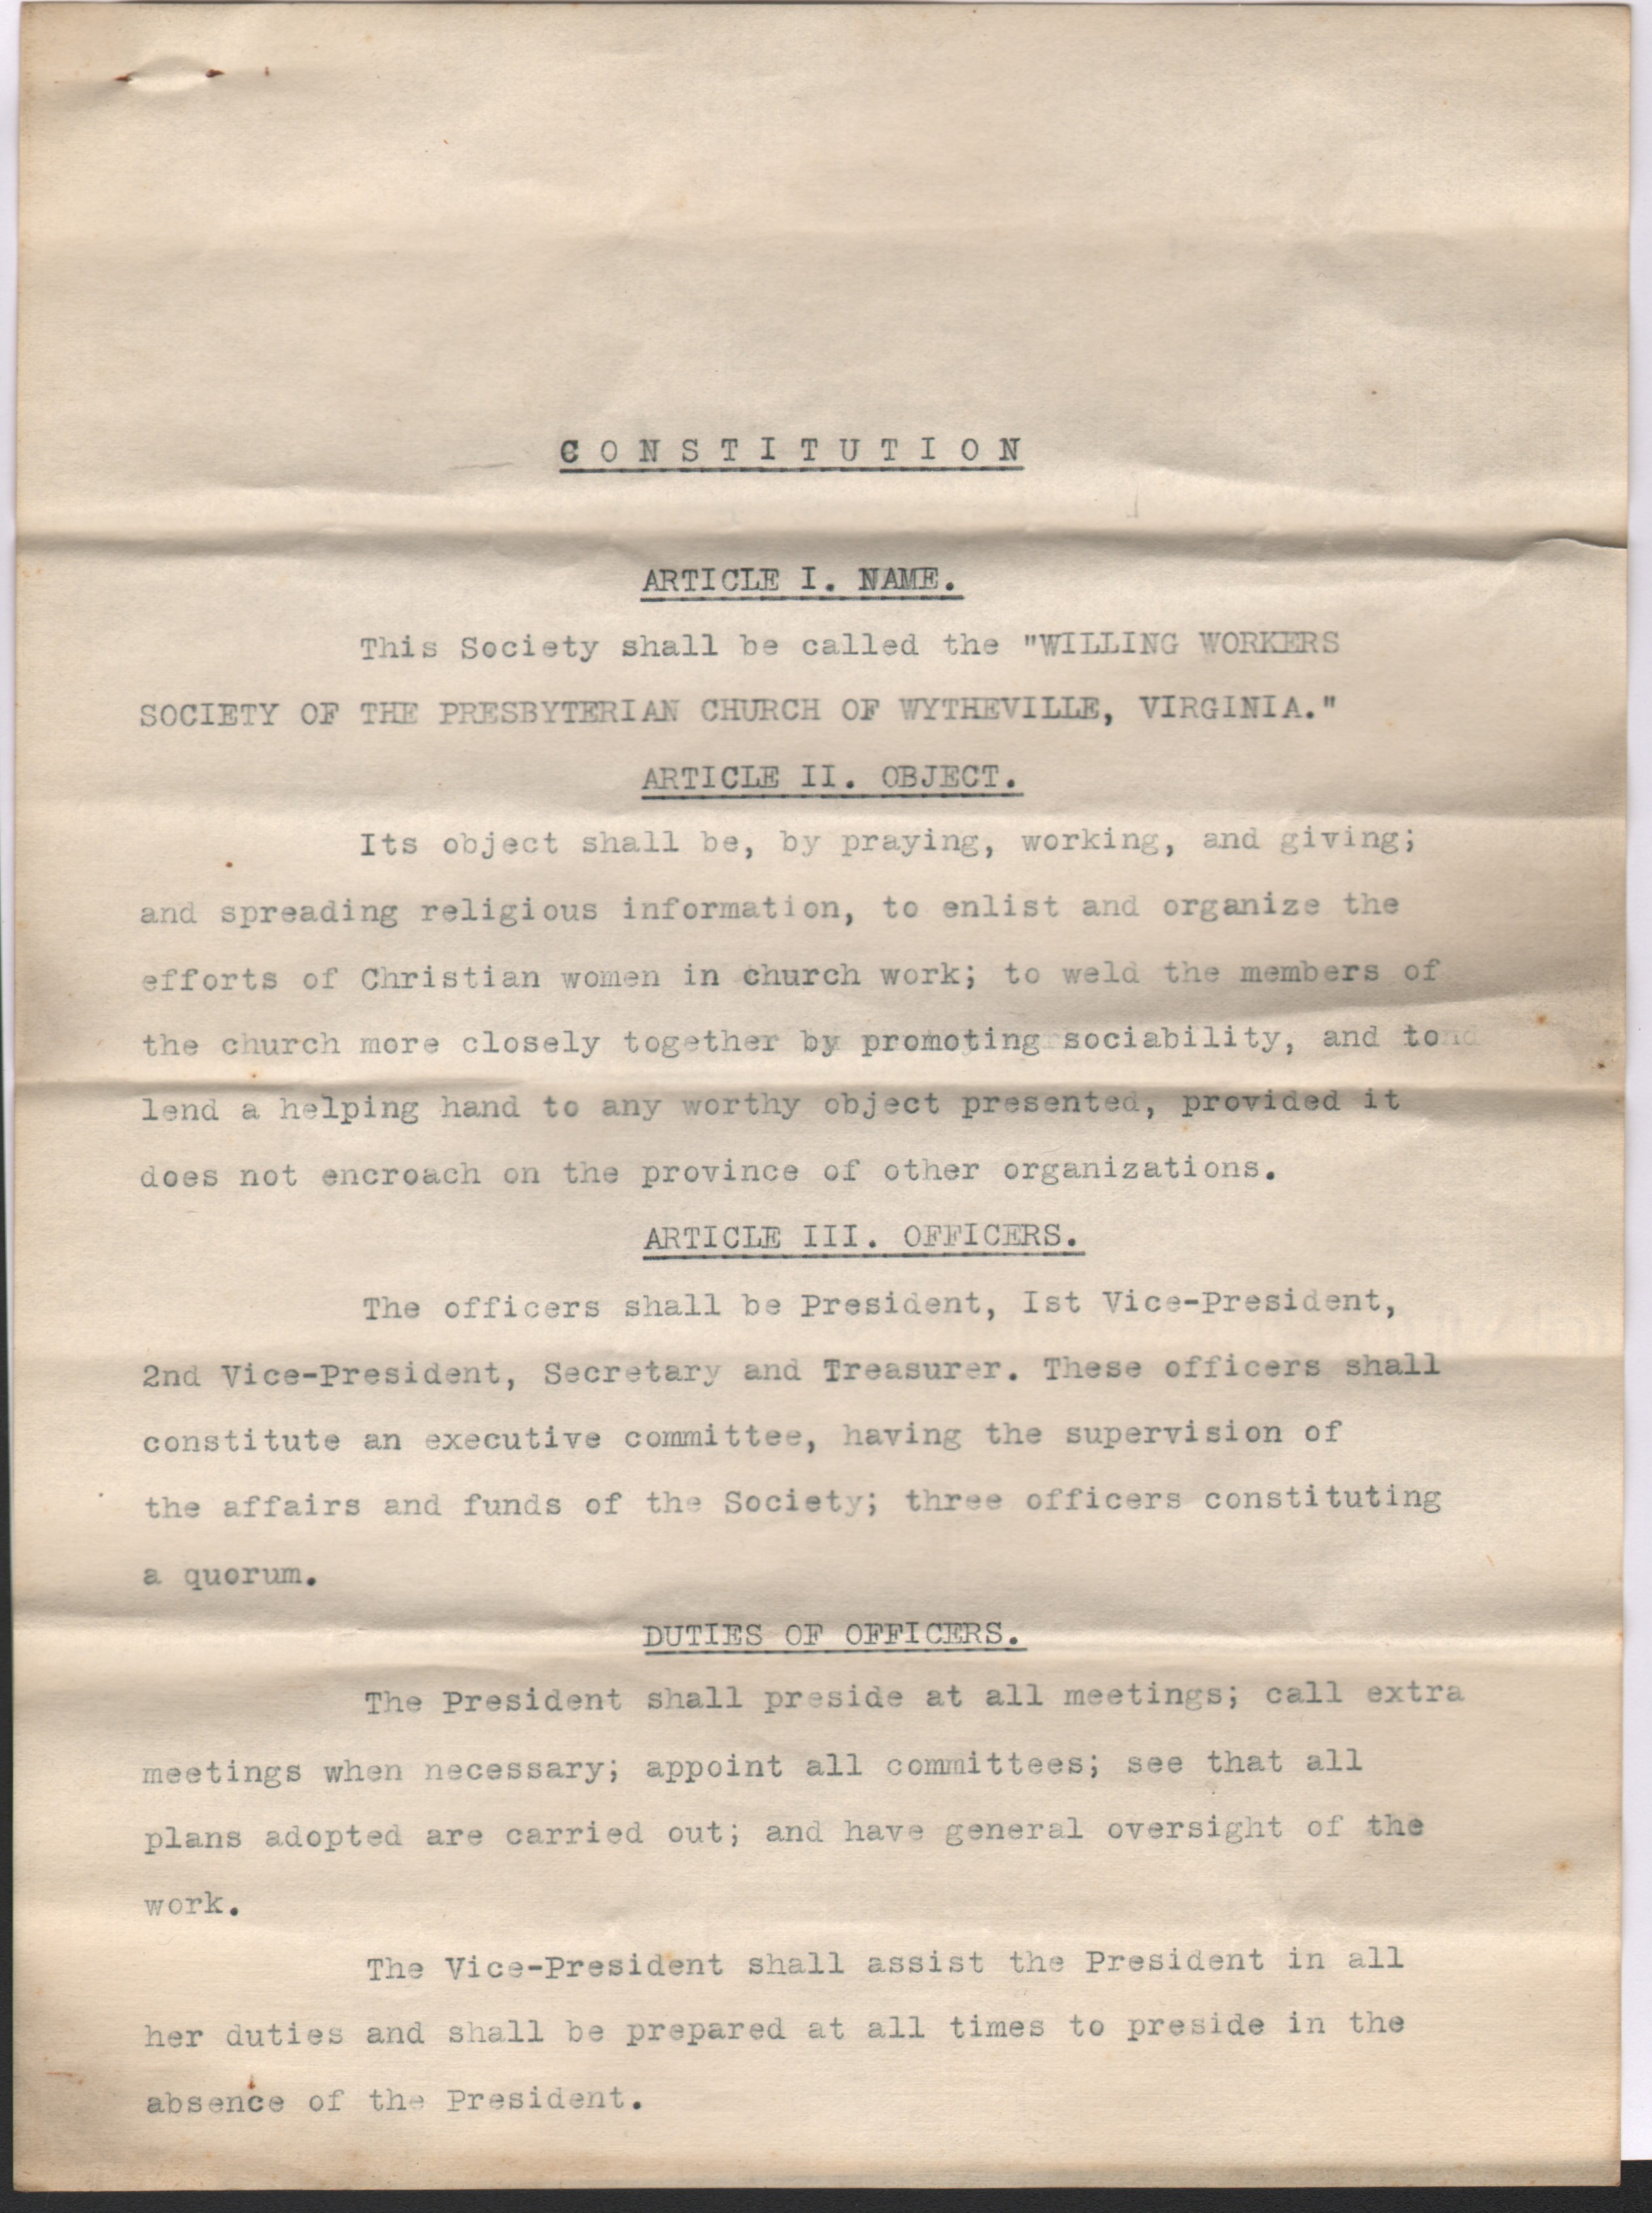 CONSTITUTION
ARTICLE I. NAME.
This Society shall be called the "WILLING WORKERS
SOCIETY OF THE PRESBYTERIAN CHURCH OF WYTHEVILLE, VIRGINIA."
ARTICLE II. OBJECT.
Its object shall be, by praying, working, and giving;
and spreading religious information, to enlist and organize the
efforts of Christian women in church work; to weld the members of
the church more closely together by promoting sociability, and to
lend a helping hand to any worthy object presented, provided it
does not encroach on the province of other organizations.
ARTICLE III. OFFICERS.
The officers shall be President, Ist Vice-President,
2nd Vice-President, Secretary and Treasurer. These officers shall
constitute an executive committee, having the supervision of
the affairs and funds of the Society; three officers constituting
a quorum.
DUTIES OF OFFICERS.
The President shall preside at all meetings; call extra
meetings when necessary; appoint all committees; see that all
plans adopted are carried out; and have general oversight of the
work.
The Vice-President shall assist the President in all
her duties and shall be prepared at all times to preside in the
absence of the President.